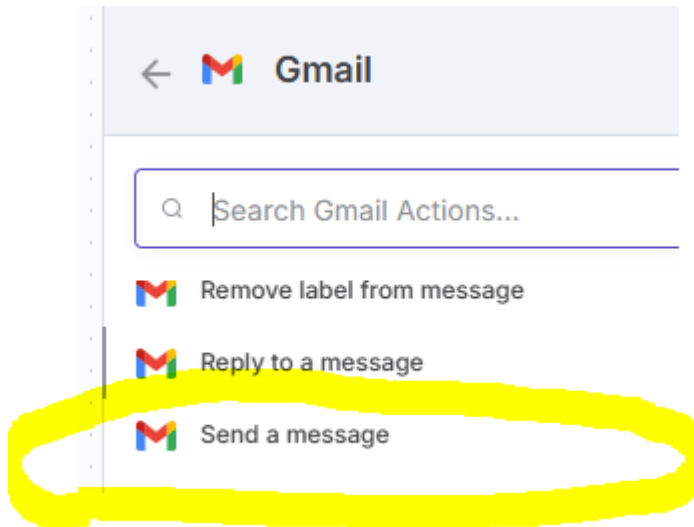 Gmail
Search Gmail Actions...
Remove label from message
Reply to a message
Send a message